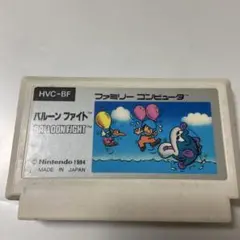 HVC-BF
ファミリー コンピュータ
バルーン ファイト
BALLOON FIGHT
© Nintendo 1984
MADE IN JAPAN